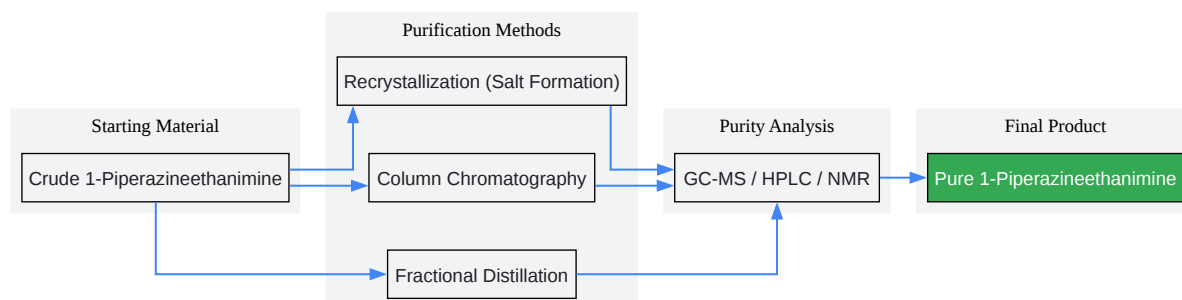 Purification Methods
Recrystallization (Salt Formation)
Starting Material
Purity Analysis
Final Product
Crude 1-Piperazineethanimine
Column Chromatography
GC-MS / HPLC / NMR
Pure 1-Piperazineethanimine
Fractional Distillation